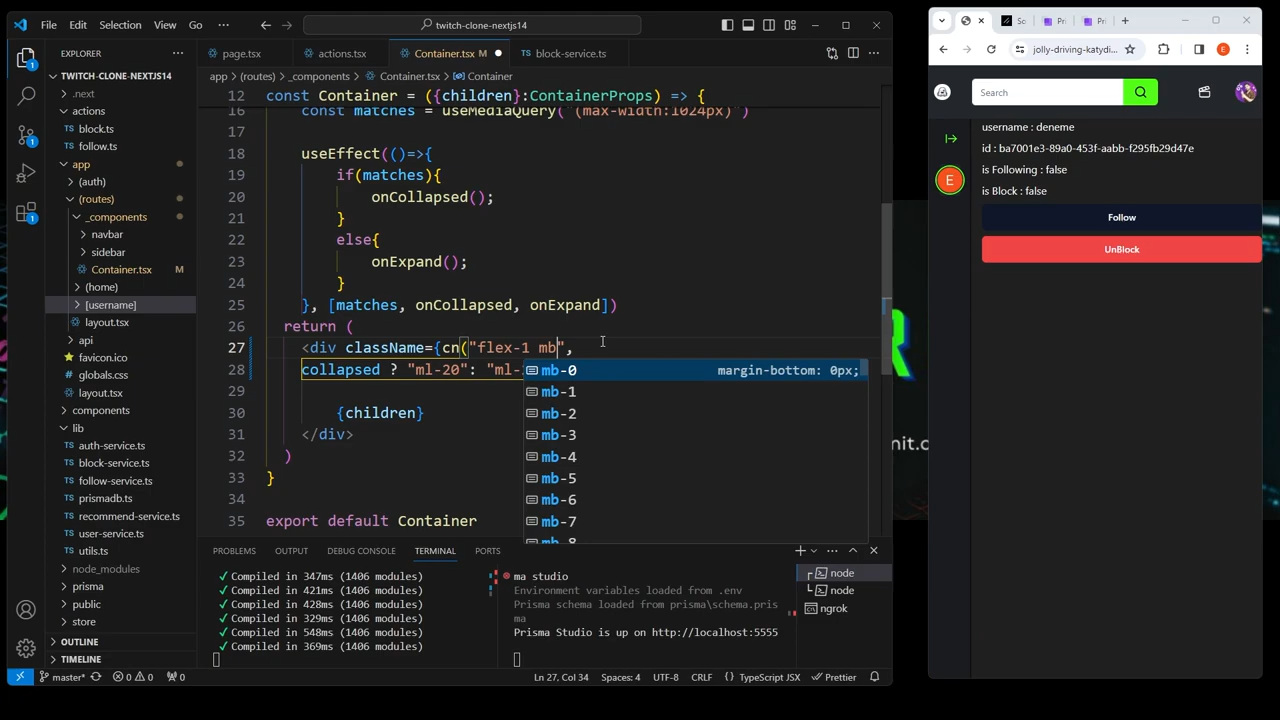 File Edit Selection View Go ··· twitch-clone-nextjs14
EXPLORER ···
TWITCH-CLONE-NEXTJS14
.next
actions
block.ts
follow.ts
app
(auth)
(routes)
_components
navbar
sidebar
Container.tsx M
(home)
[username]
layout.tsx
api
favicon.ico
globals.css
layout.tsx
components
lib
auth-service.ts
block-service.ts
follow-service.ts
prismadb.ts
recommend-service.ts
user-service.ts
utils.ts
node_modules
prisma
public
store
OUTLINE
TIMELINE
page.tsx actions.ts Container.tsx M block-service.ts
app > (routes) > _components > Container.tsx > Container
12 const Container = ({children}:ContainerProps) => {
16 const matches = useMediaQuery("(max-width:1024px)")
17
18 useEffect(()=>{
19 if(matches){
20 onCollapsed();
21 }
22 else{
23 onExpand();
24 }
25 }, [matches, onCollapsed, onExpand])
26 return (
27 <div className={cn("flex-1 mb",
28 collapsed ? "ml-20": "ml-
30 {children}
31 </div>
32 )
33 }
34
35 export default Container
mb-0 margin-bottom: 0px;
mb-1
mb-2
mb-3
mb-4
mb-5
mb-6
mb-7
mb-8
PROBLEMS OUTPUT DEBUG CONSOLE TERMINAL PORTS
✓ Compiled in 347ms (1406 modules)
✓ Compiled in 421ms (1406 modules)
✓ Compiled in 428ms (1406 modules)
✓ Compiled in 329ms (1406 modules)
✓ Compiled in 548ms (1406 modules)
✓ Compiled in 369ms (1406 modules)
ma studio
Environment variables loaded from .env
Prisma schema loaded from prisma\schema.pris
ma
Prisma Studio is up on http://localhost:5555
node
node
ngrok
master* 0 0 0 Ln 27, Col 34 Spaces: 4 UTF-8 CRLF {} TypeScript JSX Prettier
Sc Pri Pri
jolly-driving-katydi
E
Search
username : deneme
id : ba7001e3-89a0-453f-aabb-f295fb29d47e
is Following : false
is Block : false
Follow
UnBlock
E
R
nit.c